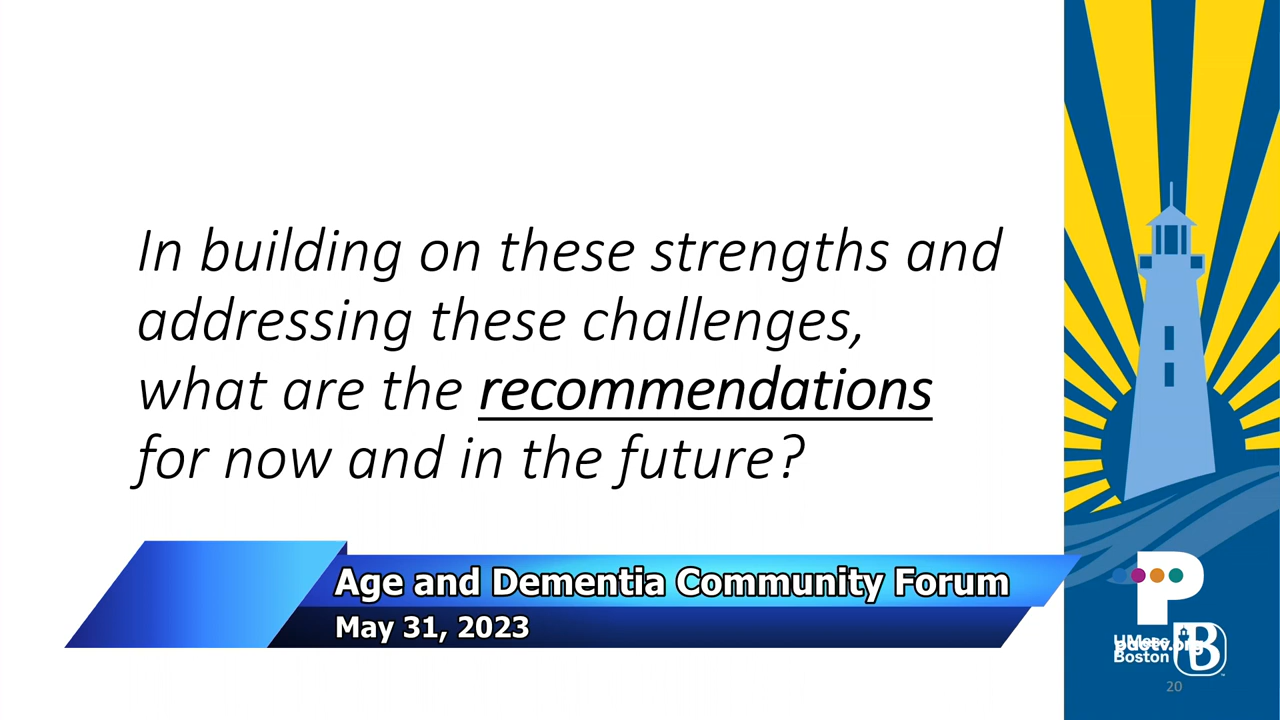 In building on these strengths and
addressing these challenges,
what are the recommendations
for now and in the future?
Age and Dementia Community Forum
May 31, 2023
P
UMass
Boston
B
20